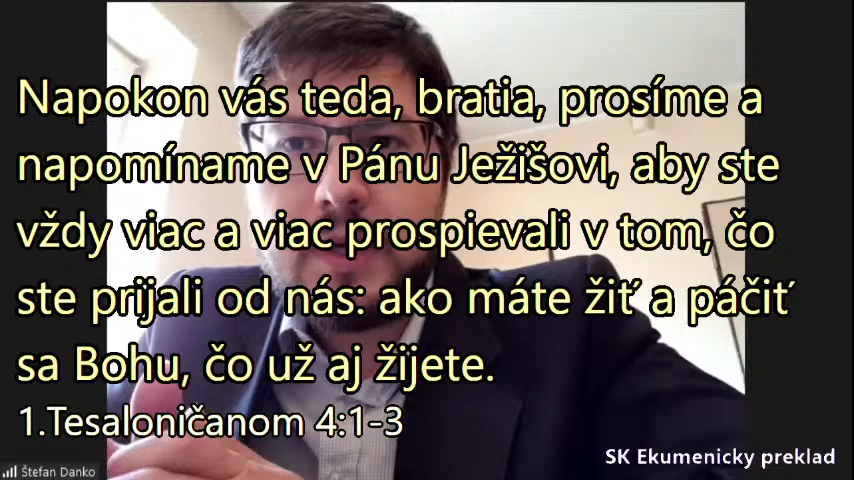 Napokon vás teda, bratia, prosíme a
napomíname v Pánu Ježišovi, aby ste
vždy viac a viac prospievali v tom, čo
ste prijali od nás: ako máte žiť a páčiť
sa Bohu, čo už aj žijete.
1.Tesaloničanom 4:1-3
SK Ekumenicky preklad
Štefan Danko